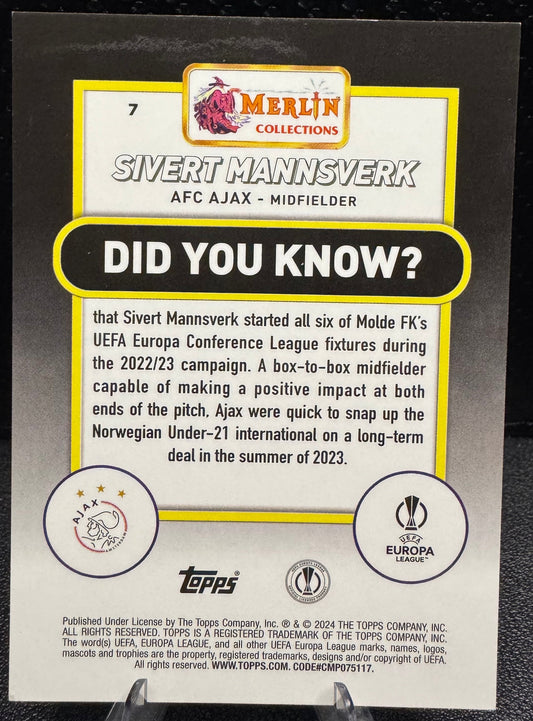 7
MERLIN
COLLECTIONS
SIVERT MANNSVERK
AFC AJAX - MIDFIELDER
DID YOU KNOW?
that Sivert Mannsverk started all six of Molde FK's
UEFA Europa Conference League fixtures during
the 2022/23 campaign. A box-to-box midfielder
capable of making a positive impact at both
ends of the pitch, Ajax were quick to snap up the
Norwegian Under-21 international on a long-term
deal in the summer of 2023.
AJAX
AMSTERDAM
UEFA
EUROPA
LEAGUE™
topps®
Published Under License by The Topps Company, Inc. ® & © 2024 THE TOPPS COMPANY, INC.
ALL RIGHTS RESERVED. TOPPS IS A REGISTERED TRADEMARK OF THE TOPPS COMPANY, INC.
The word(s) UEFA, EUROPA LEAGUE, and all other UEFA Europa League marks, names, logos,
mascots and trophies are the property, registered trademarks, designs and/or copyright of UEFA.
All rights reserved. WWW.TOPPS.COM. CODE#CMP075117.